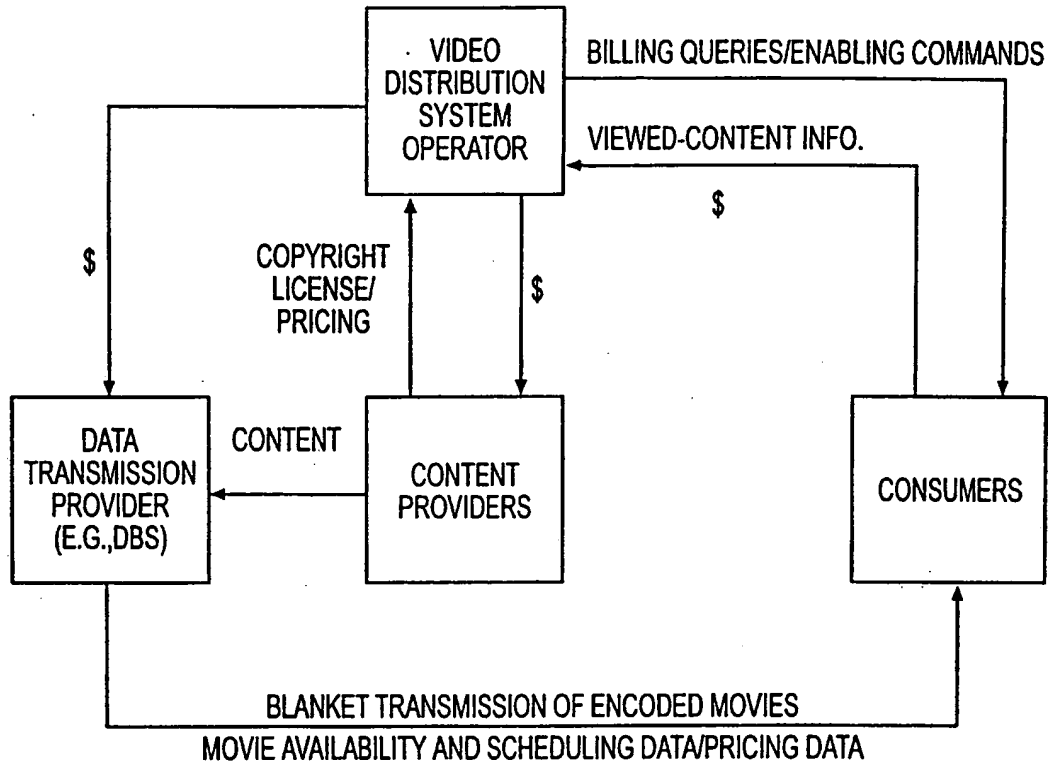 VIDEO
DISTRIBUTION
SYSTEM
OPERATOR
BILLING QUERIES/ENABLING COMMANDS
VIEWED-CONTENT INFO.
$
$
COPYRIGHT
LICENSE/
PRICING
$
DATA
TRANSMISSION
PROVIDER
(E.G.,DBS)
CONTENT
CONTENT
PROVIDERS
CONSUMERS
BLANKET TRANSMISSION OF ENCODED MOVIES
MOVIE AVAILABILITY AND SCHEDULING DATA/PRICING DATA